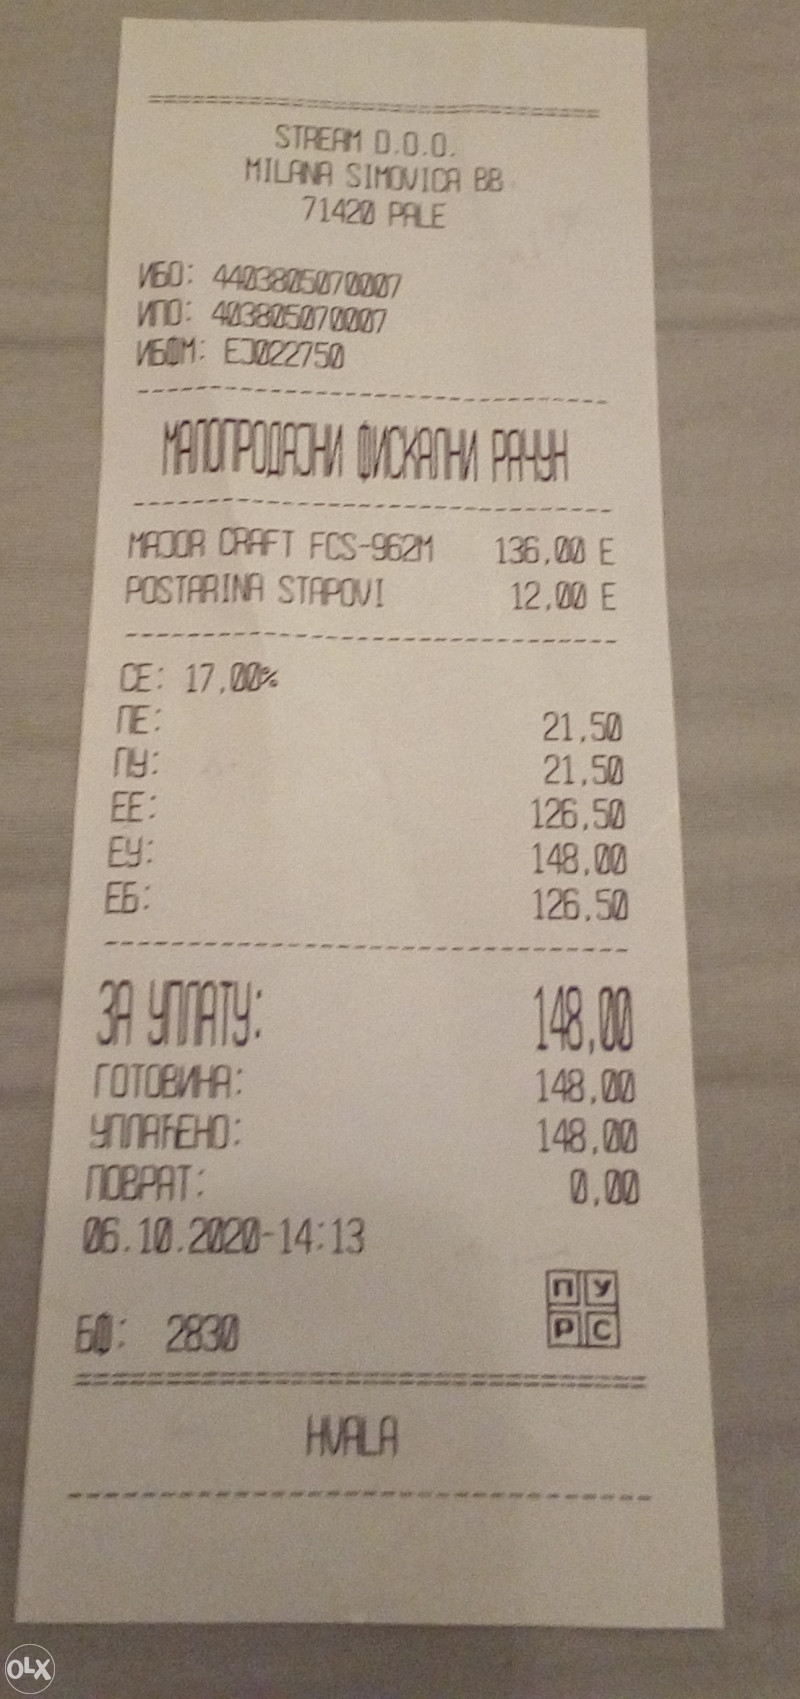 STREAM D.O.O.
MILANA SIMOVICA BB
71420 PALE
ИБО: 4403805070007
ИПО: 403805070007
ИБФМ: EJ022750
МАЛОПРОДАЈНИ ФИСКАЛНИ РАЧУН
MAJOR CRAFT FCS-962M 136,00 E
POSTARINA STAPOVI 12,00 E
СЕ: 17,00%
ПЕ: 21,50
ПУ: 21,50
ЕЕ: 126,50
ЕУ: 148,00
ЕБ: 126,50
ЗА УПЛАТУ: 148,00
ГОТОВИНА: 148,00
УПЛАЋЕНО: 148,00
ПОВРАТ: 0,00
06.10.2020-14:13
ПУ
РС
БФ: 2830
HVALA
OLX